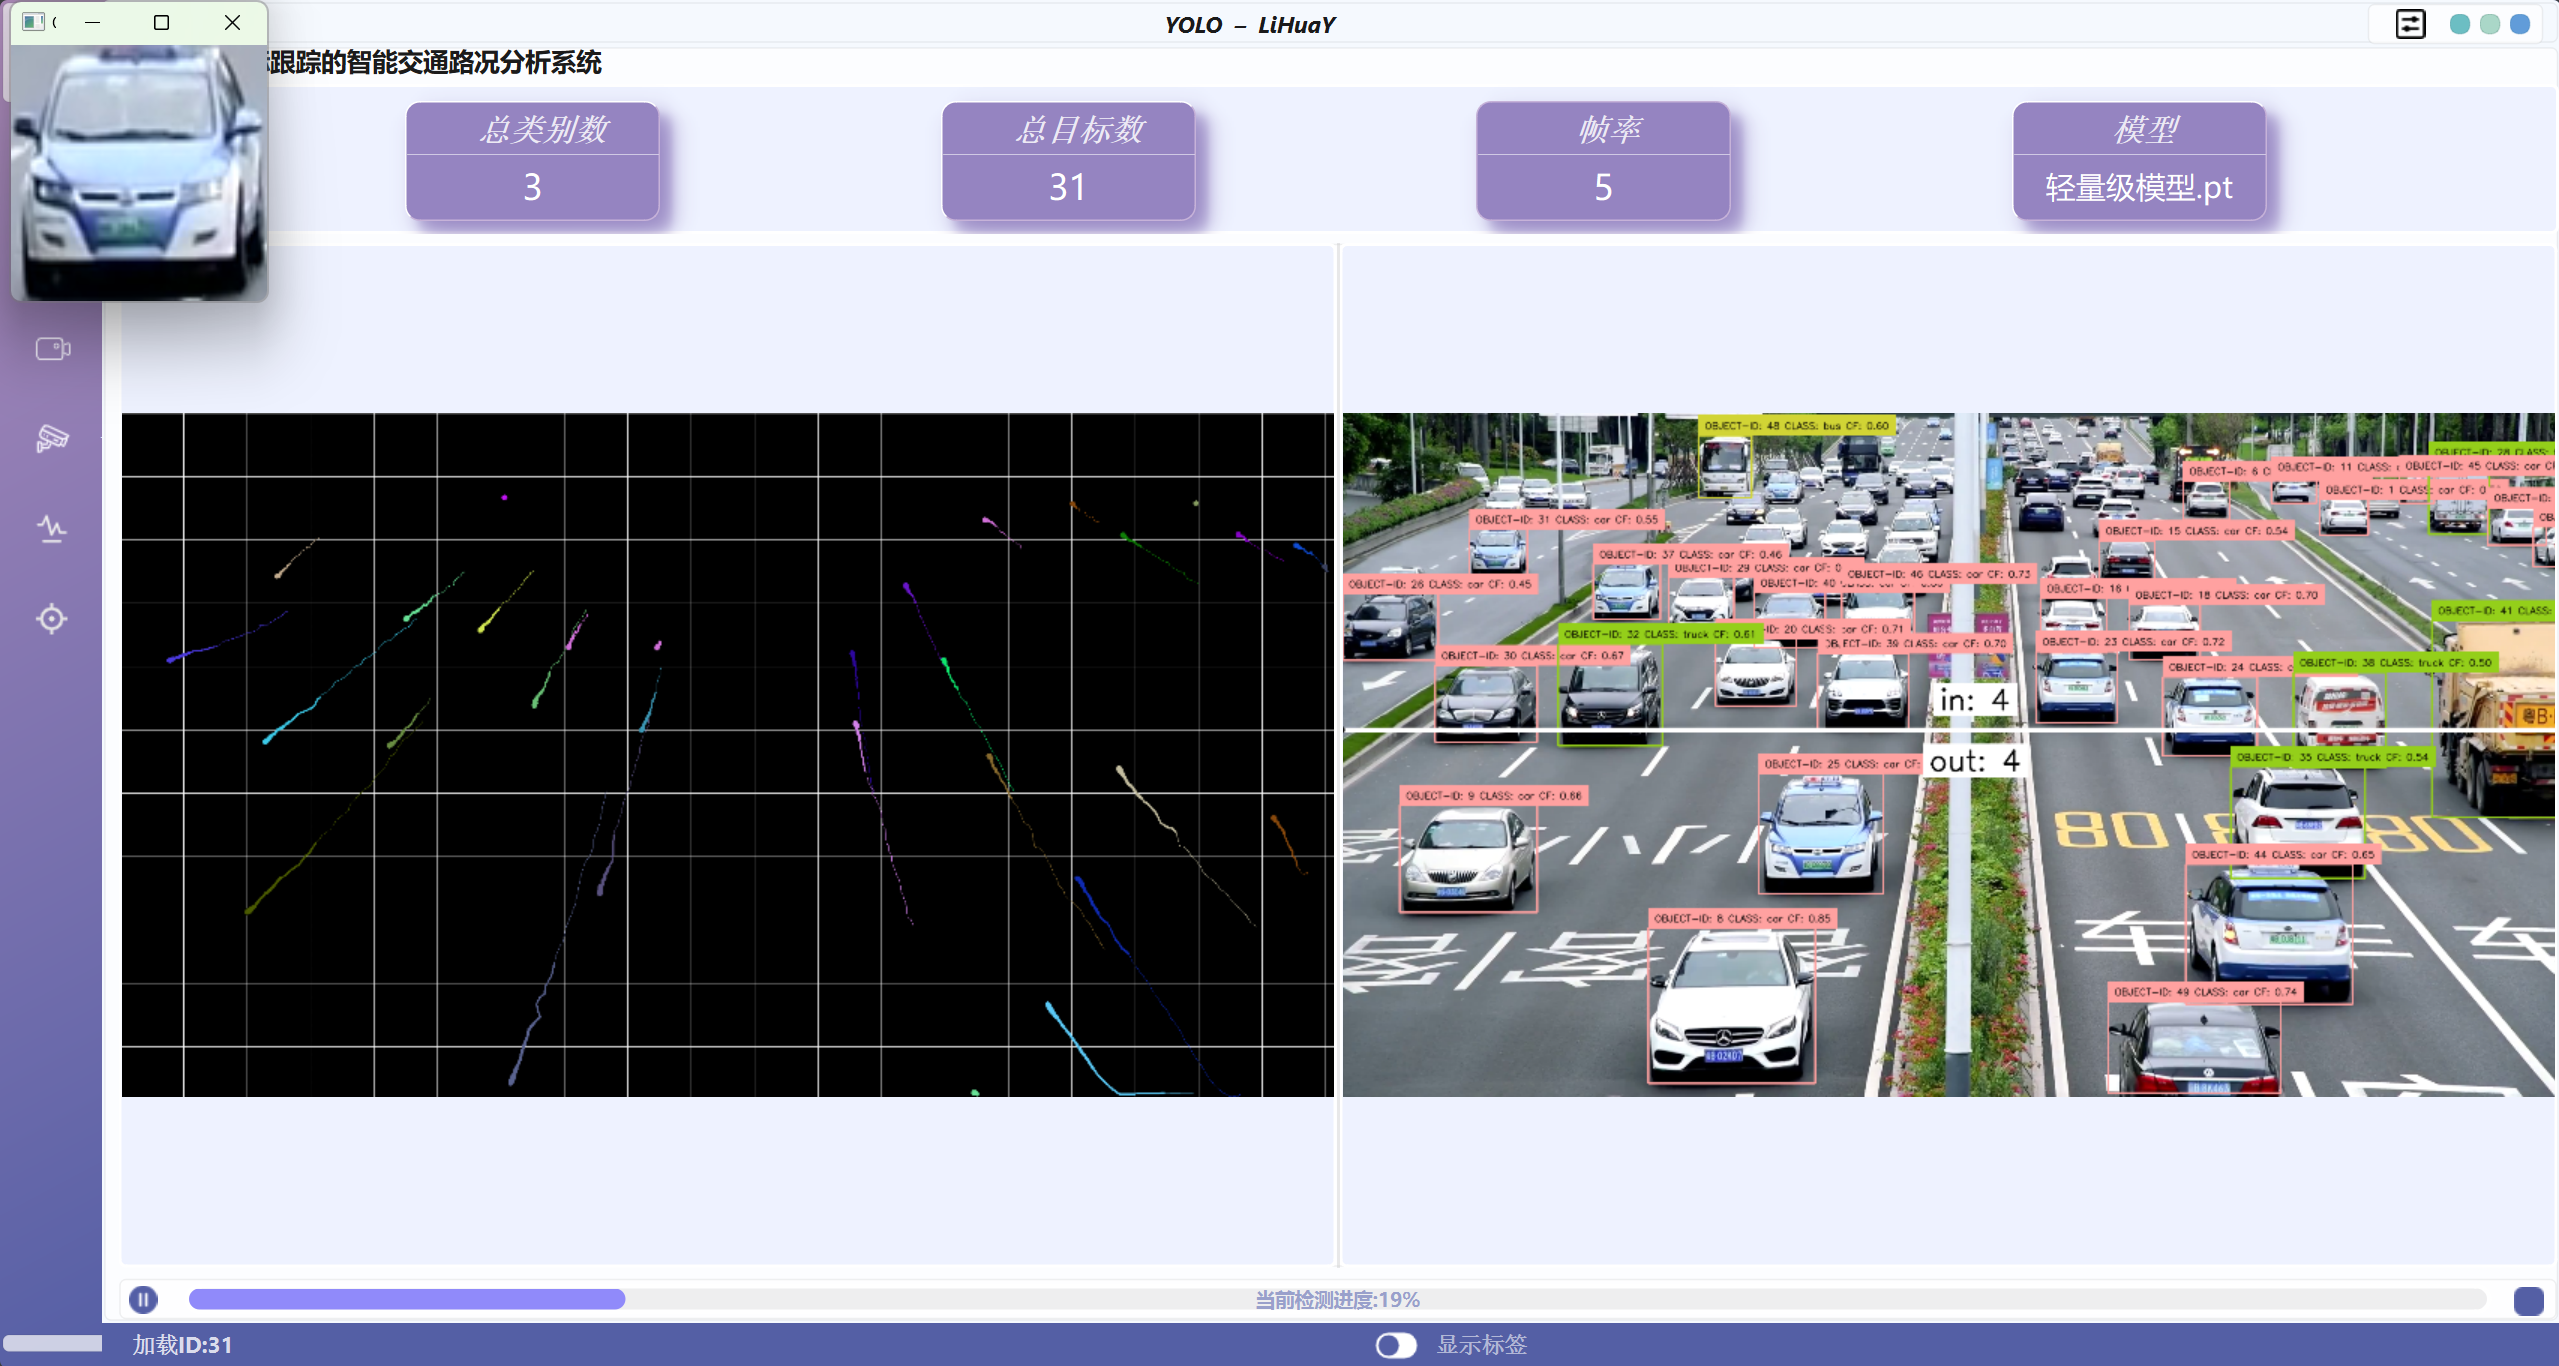 YOLO – LiHuaY
跟踪的智能交通路况分析系统
总类别数
3
总目标数
31
帧率
5
模型
轻量级模型.pt
OBJECT-ID: 48 CLASS: bus CF: 0.60
OBJECT-ID: 28 CLASS:
OBJECT-ID: 6 C
OBJECT-ID: 11 CLASS:
OBJECT-ID: 45 CLASS: car
OBJECT-ID: 1 CLASS: car CF: 0
OBJECT-ID:
OBJECT-ID: 31 CLASS: car CF: 0.55
OBJECT-ID: 15 CLASS: car CF: 0.54
OBJECT-ID: 37 CLASS: car CF: 0.46
OBJECT-ID: 29 CLASS: car CF: 0
OBJECT-ID: 26 CLASS: car CF: 0.45
OBJECT-ID: 40
OBJECT-ID: 46 CLASS: car CF: 0.73
OBJECT-ID: 16
OBJECT-ID: 18 CLASS: car CF: 0.70
OBJECT-ID: 41 CLASS:
OBJECT-ID: 32 CLASS: truck CF: 0.61
ID: 20 CLASS: car CF: 0.71
ID: 39 CLASS: car CF: 0.70
OBJECT-ID: 23 CLASS: car CF: 0.72
OBJECT-ID: 30 CLASS: car CF: 0.67
OBJECT-ID: 24 CLASS: c
OBJECT-ID: 38 CLASS: truck CF: 0.50
in: 4
粤B
out: 4
OBJECT-ID: 25 CLASS: car CF:
OBJECT-ID: 35 CLASS: truck CF: 0.54
OBJECT-ID: 9 CLASS: car CF: 0.66
80
80
OBJECT-ID: 44 CLASS: car CF: 0.65
OBJECT-ID: 8 CLASS: car CF: 0.85
OBJECT-ID: 49 CLASS: car CF: 0.74
当前检测进度:19%
加载ID:31
显示标签